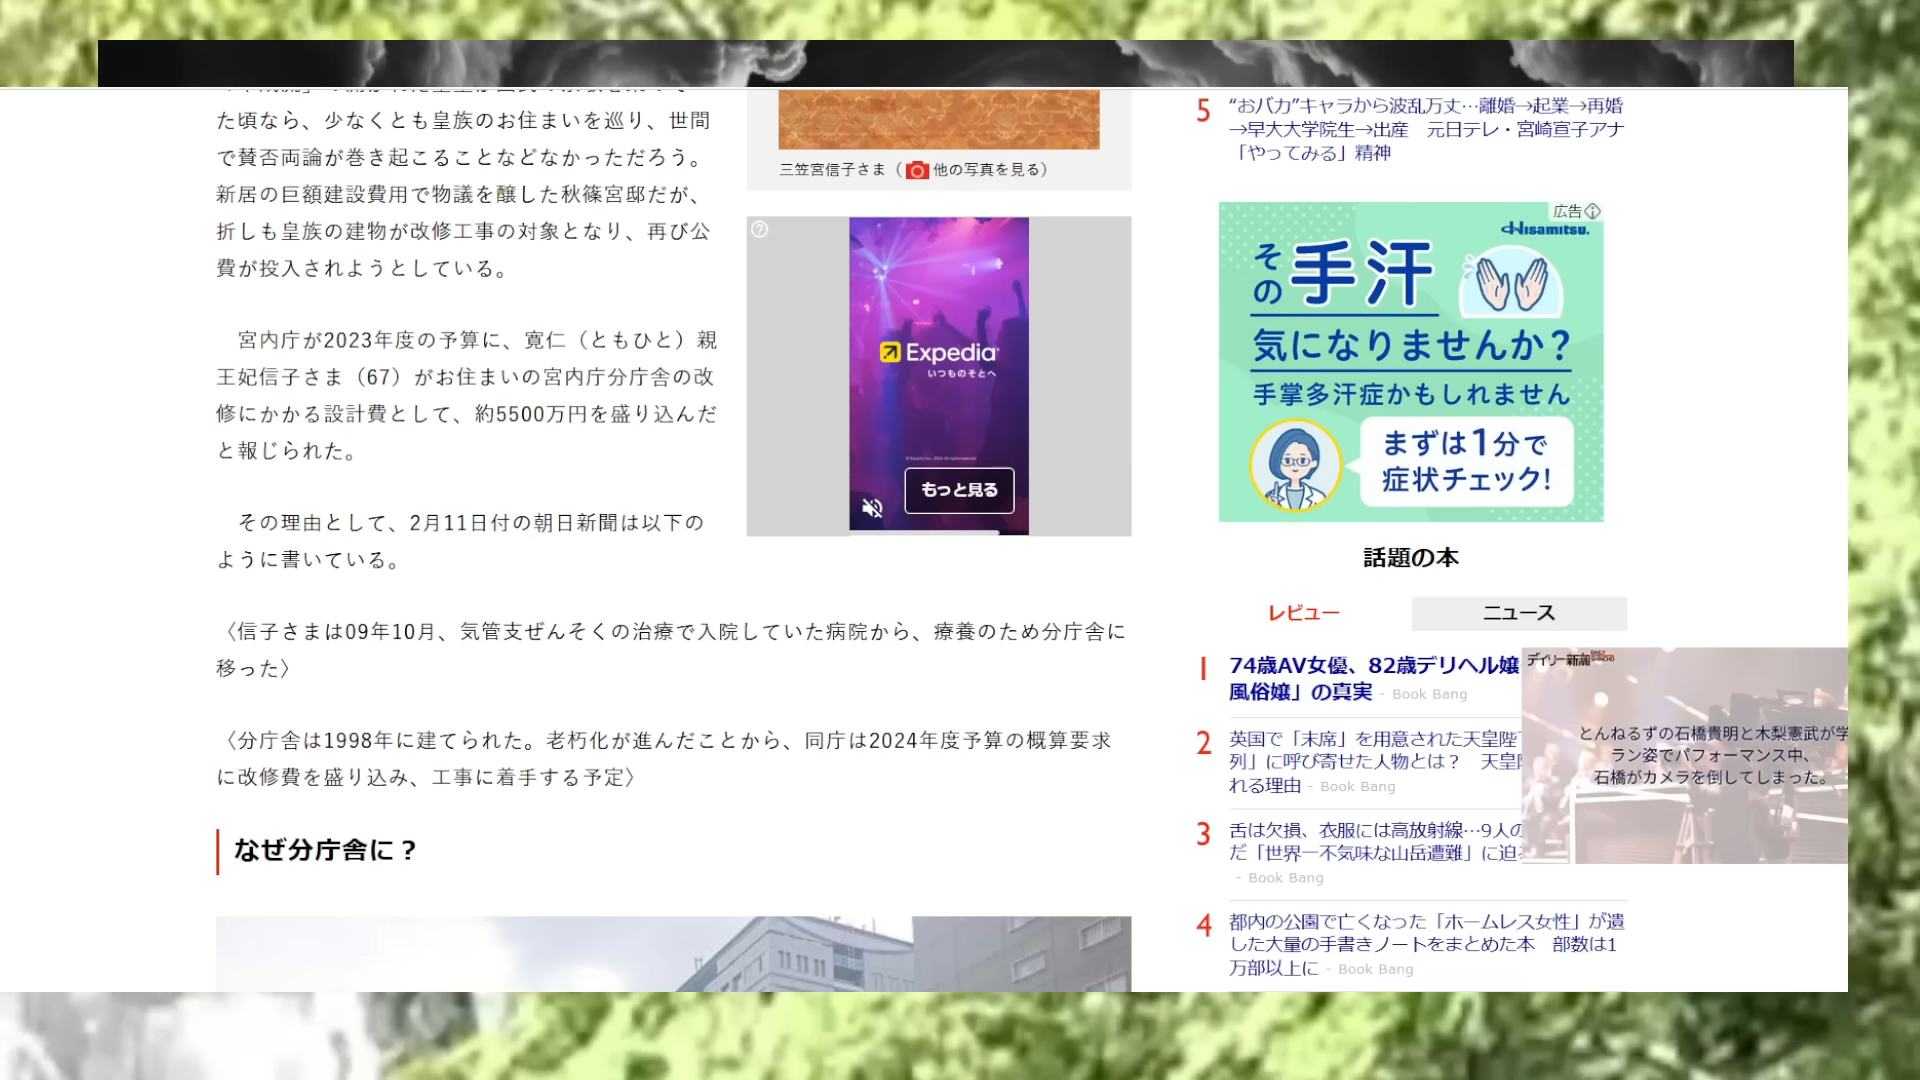 た頃なら、少なくとも皇族のお住まいを巡り、世間
で賛否両論が巻き起こることなどなかっただろう。
新居の巨額建設費用で物議を醸した秋篠宮邸だが、
折しも皇族の建物が改修工事の対象となり、再び公
費が投入されようとしている。
宮内庁が2023年度の予算に、寛仁（ともひと）親
王妃信子さま（67）がお住まいの宮内庁分庁舎の改
修にかかる設計費として、約5500万円を盛り込んだ
と報じられた。
その理由として、2月11日付の朝日新聞は以下の
ように書いている。
〈信子さまは09年10月、気管支ぜんそくの治療で入院していた病院から、療養のため分庁舎に
移った〉
〈分庁舎は1998年に建てられた。老朽化が進んだことから、同庁は2024年度予算の概算要求
に改修費を盛り込み、工事に着手する予定〉
なぜ分庁舎に？
三笠宮信子さま（他の写真を見る）
Expedia
いつものそとへ
もっと見る
5 “おバカ”キャラから波乱万丈…離婚→起業→再婚
→早大大学院生→出産　元日テレ・宮崎宣子アナ
「やってみる」精神
広告
Hisamitsu.
その手汗
気になりませんか？
手掌多汗症かもしれません
まずは1分で
症状チェック!
話題の本
レビュー ニュース
1 74歳AV女優、82歳デリヘル嬢
風俗嬢」の真実 - Book Bang
2 英国で「末席」を用意された天皇陛
列」に呼び寄せた人物とは？　天皇
れる理由 - Book Bang
3 舌は欠損、衣服には高放射線…9人の
だ「世界一不気味な山岳遭難」に迫
- Book Bang
4 都内の公園で亡くなった「ホームレス女性」が遺
した大量の手書きノートをまとめた本　部数は1
万部以上に - Book Bang
デイリー新潮
とんねるずの石橋貴明と木梨憲武が学
ラン姿でパフォーマンス中、
石橋がカメラを倒してしまった。